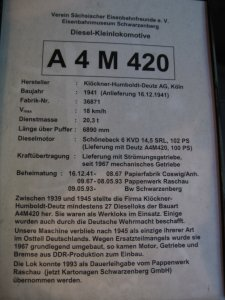 Verein Sächsischer Eisenbahnfreunde e. V.
Eisenbahnmuseum Schwarzenberg
Diesel-Kleinlokomotive
A 4 M 420
Hersteller : Klöckner-Humboldt-Deutz AG, Köln
Baujahr : 1941 (Anlieferung 16.12.1941)
Fabrik-Nr. : 36871
Vmax : 18 km/h
Dienstmasse : 20,3 t
Länge über Puffer : 6890 mm
Dieselmotor : Schönebeck 6 KVD 14,5 SRL, 102 PS
(Lieferung mit Deutz A4M420, 100 PS)
Kraftübertragung : Lieferung mit Strömungsgetriebe,
seit 1967 mechanisches Getriebe
Beheimatung : 16.12.41- 08.67 Papierfabrik Coswig/Anh.
09.67-08.05.93 Pappenwerk Raschau
09.05.93- Bw Schwarzenberg
Zwischen 1939 und 1945 stellte die Firma Klöckner-
Humboldt-Deutz mindestens 27 Dieselloks der Bauart
A4M420 her. Sie waren als Werkloks im Einsatz. Einige
wurden auch durch die Deutsche Wehrmacht beschafft.
Unsere Maschine verblieb nach 1945 als einzige ihrer Art
im Ostteil Deutschlands. Wegen Ersatzteilmangels wurde sie
1967 grundlegend umgebaut, so kamen Motor, Getriebe und
Bremse aus DDR-Produktion zum Einbau.
Die Lok konnte 1993 als Dauerleihgabe vom Pappenwerk
Raschau (jetzt Kartonagen Schwarzenberg GmbH)
übernommen werden.